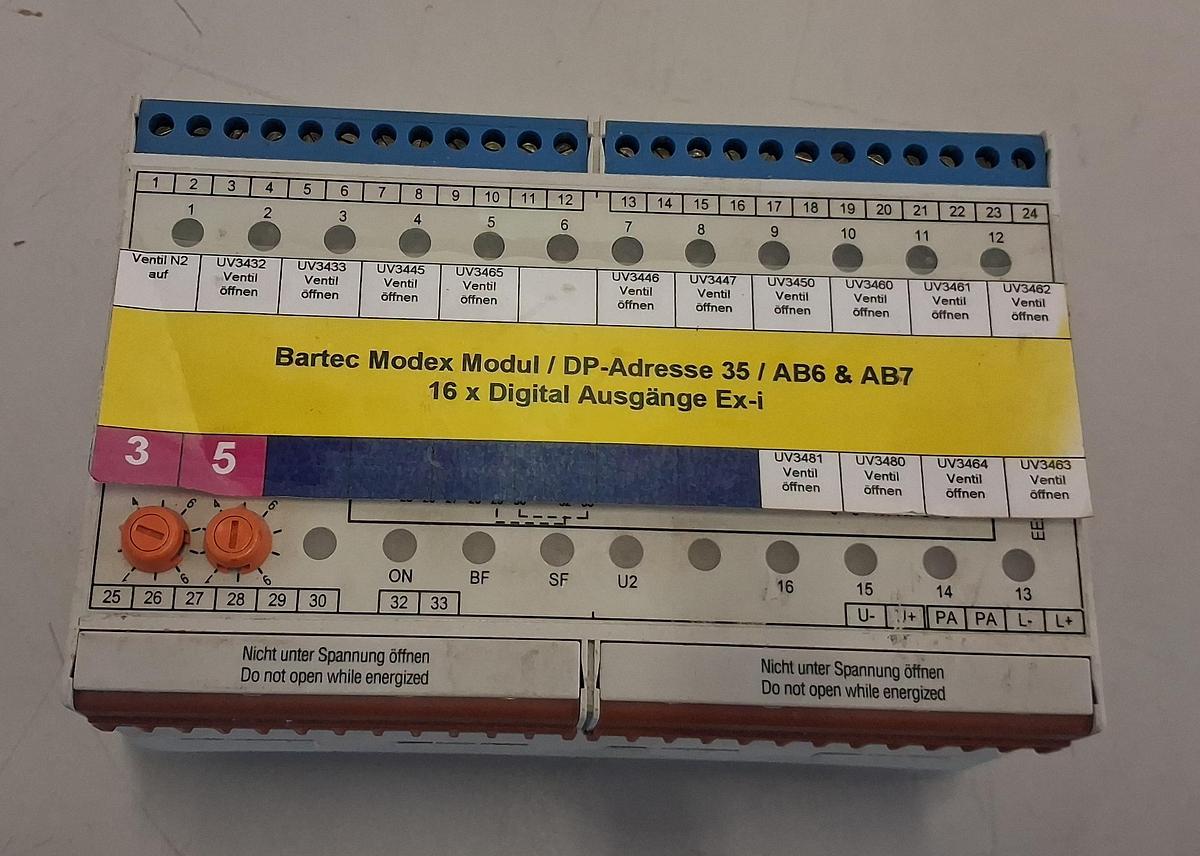 1 2 3 4 5 6 7 8 9 10 11 12 13 14 15 16 17 18 19 20 21 22 23 24
1 2 3 4 5 6 7 8 9 10 11 12
Ventil N2
auf
UV3432
Ventil
öffnen
UV3433
Ventil
öffnen
UV3445
Ventil
öffnen
UV3465
Ventil
öffnen
UV3446
Ventil
öffnen
UV3447
Ventil
öffnen
UV3450
Ventil
öffnen
UV3460
Ventil
öffnen
UV3461
Ventil
öffnen
UV3462
Ventil
öffnen
Bartec Modex Modul / DP-Adresse 35 / AB6 & AB7
16 x Digital Ausgänge Ex-i
3 5
UV3481
Ventil
öffnen
UV3480
Ventil
öffnen
UV3464
Ventil
öffnen
UV3463
Ventil
öffnen
ON BF SF U2 16 15 14 13
25 26 27 28 29 30 32 33 U- PA PA L- L+
Nicht unter Spannung öffnen
Do not open while energized
Nicht unter Spannung öffnen
Do not open while energized